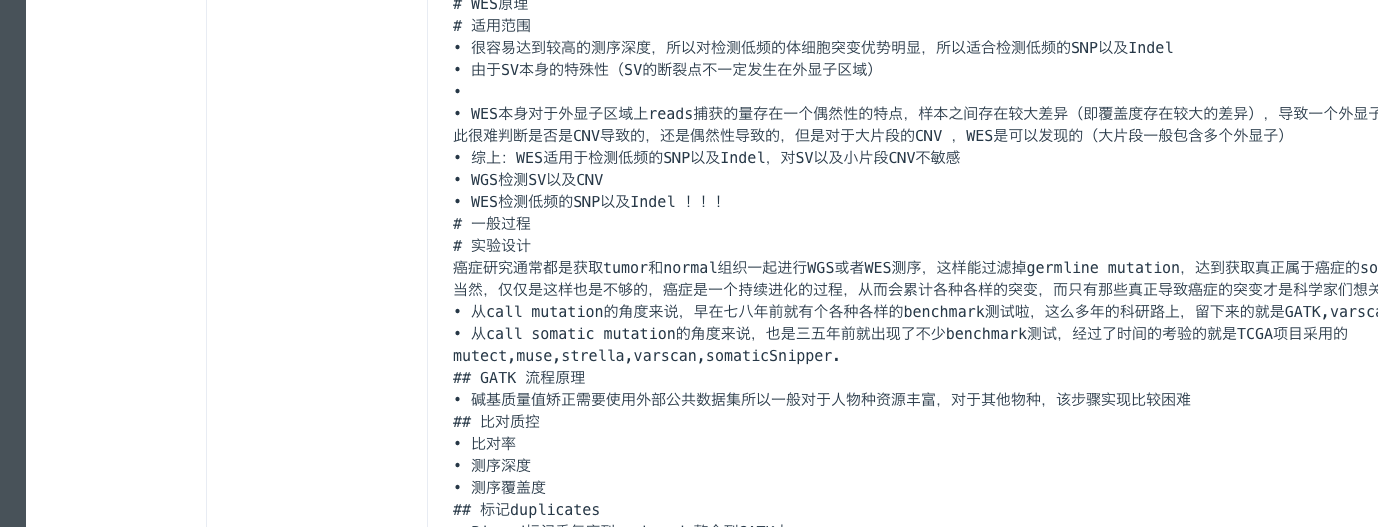 # WES原理
# 适用范围
• 很容易达到较高的测序深度，所以对检测低频的体细胞突变优势明显，所以适合检测低频的SNP以及Indel
• 由于SV本身的特殊性（SV的断裂点不一定发生在外显子区域）
•
• WES本身对于外显子区域上reads捕获的量存在一个偶然性的特点，样本之间存在较大差异（即覆盖度存在较大的差异），导致一个外显子
此很难判断是否是CNV导致的，还是偶然性导致的，但是对于大片段的CNV ，WES是可以发现的（大片段一般包含多个外显子）
• 综上：WES适用于检测低频的SNP以及Indel，对SV以及小片段CNV不敏感
• WGS检测SV以及CNV
• WES检测低频的SNP以及Indel ！！！
# 一般过程
# 实验设计
癌症研究通常都是获取tumor和normal组织一起进行WGS或者WES测序，这样能过滤掉germline mutation，达到获取真正属于癌症的so
当然，仅仅是这样也是不够的，癌症是一个持续进化的过程，从而会累计各种各样的突变，而只有那些真正导致癌症的突变才是科学家们想关
• 从call mutation的角度来说，早在七八年前就有个各种各样的benchmark测试啦，这么多年的科研路上，留下来的就是GATK,varsca
• 从call somatic mutation的角度来说，也是三五年前就出现了不少benchmark测试，经过了时间的考验的就是TCGA项目采用的
mutect,muse,strella,varscan,somaticSnipper.
## GATK 流程原理
• 碱基质量值矫正需要使用外部公共数据集所以一般对于人物种资源丰富，对于其他物种，该步骤实现比较困难
## 比对质控
• 比对率
• 测序深度
• 测序覆盖度
## 标记duplicates